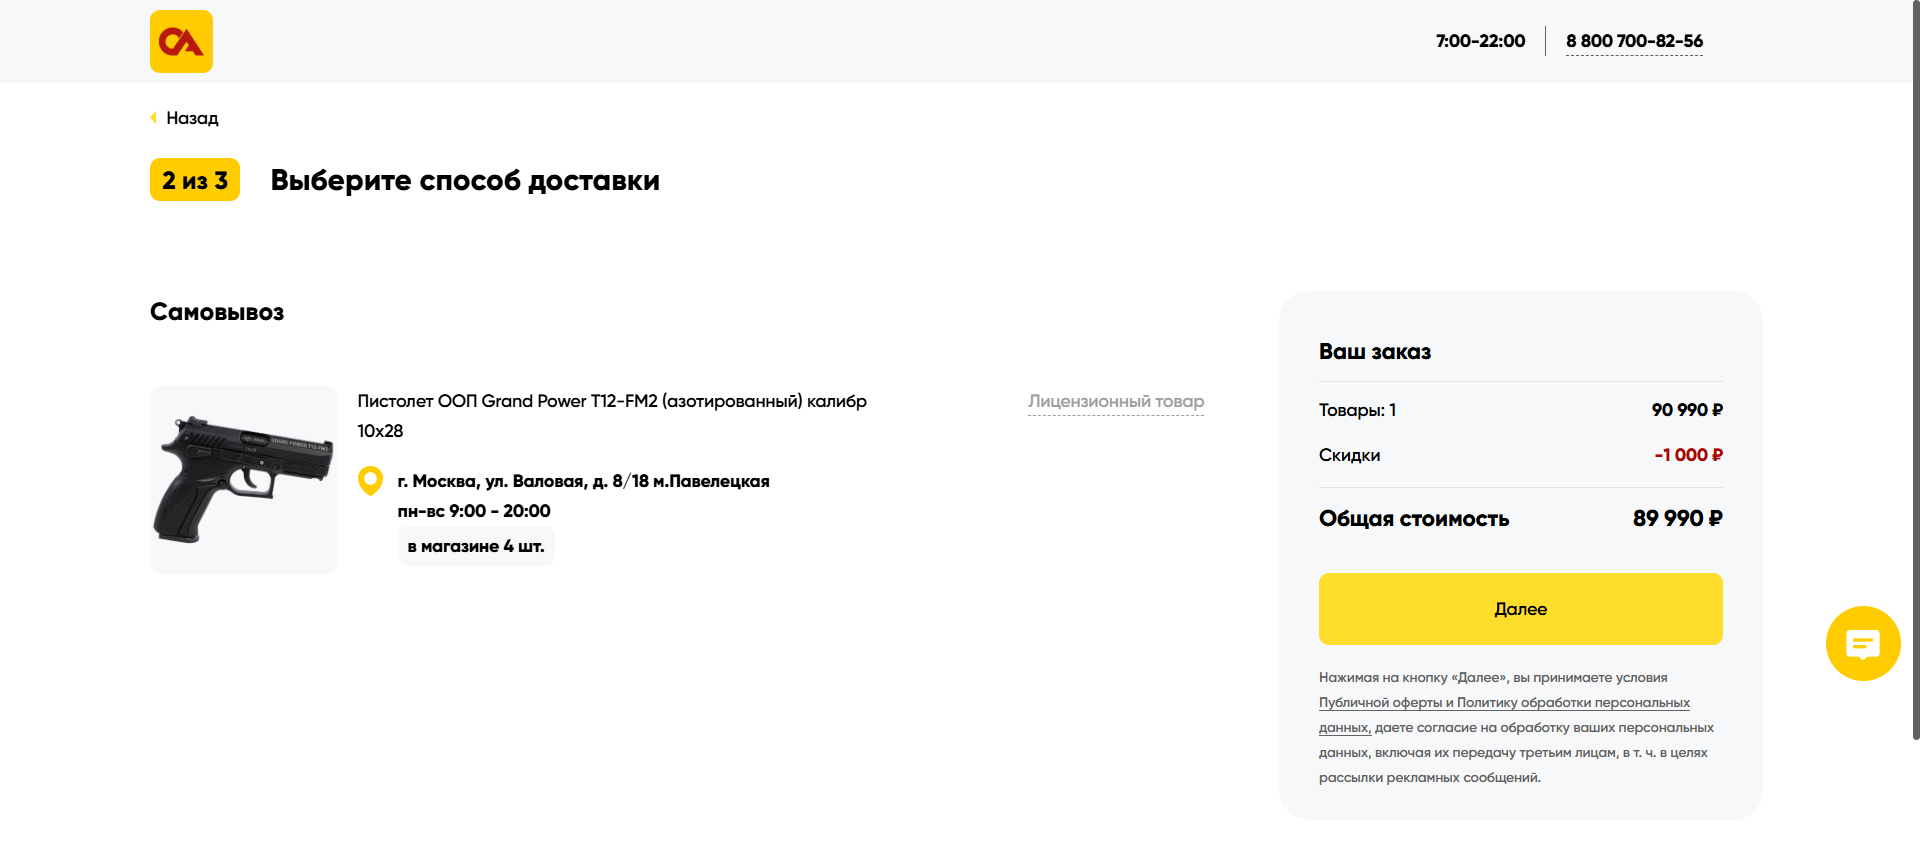 СА
7:00-22:00
8 800 700-82-56
Назад
2 из 3
Выберите способ доставки
Самовывоз
Пистолет ООП Grand Power T12-FM2 (азотированный) калибр
10x28
Лицензионный товар
г. Москва, ул. Валовая, д. 8/18 м.Павелецкая
пн-вс 9:00 - 20:00
в магазине 4 шт.
Ваш заказ
Товары: 1
90 990 ₽
Скидки
-1 000 ₽
Общая стоимость
89 990 ₽
Далее
Нажимая на кнопку «Далее», вы принимаете условия
Публичной оферты и Политику обработки персональных
данных, даете согласие на обработку ваших персональных
данных, включая их передачу третьим лицам, в т. ч. в целях
рассылки рекламных сообщений.